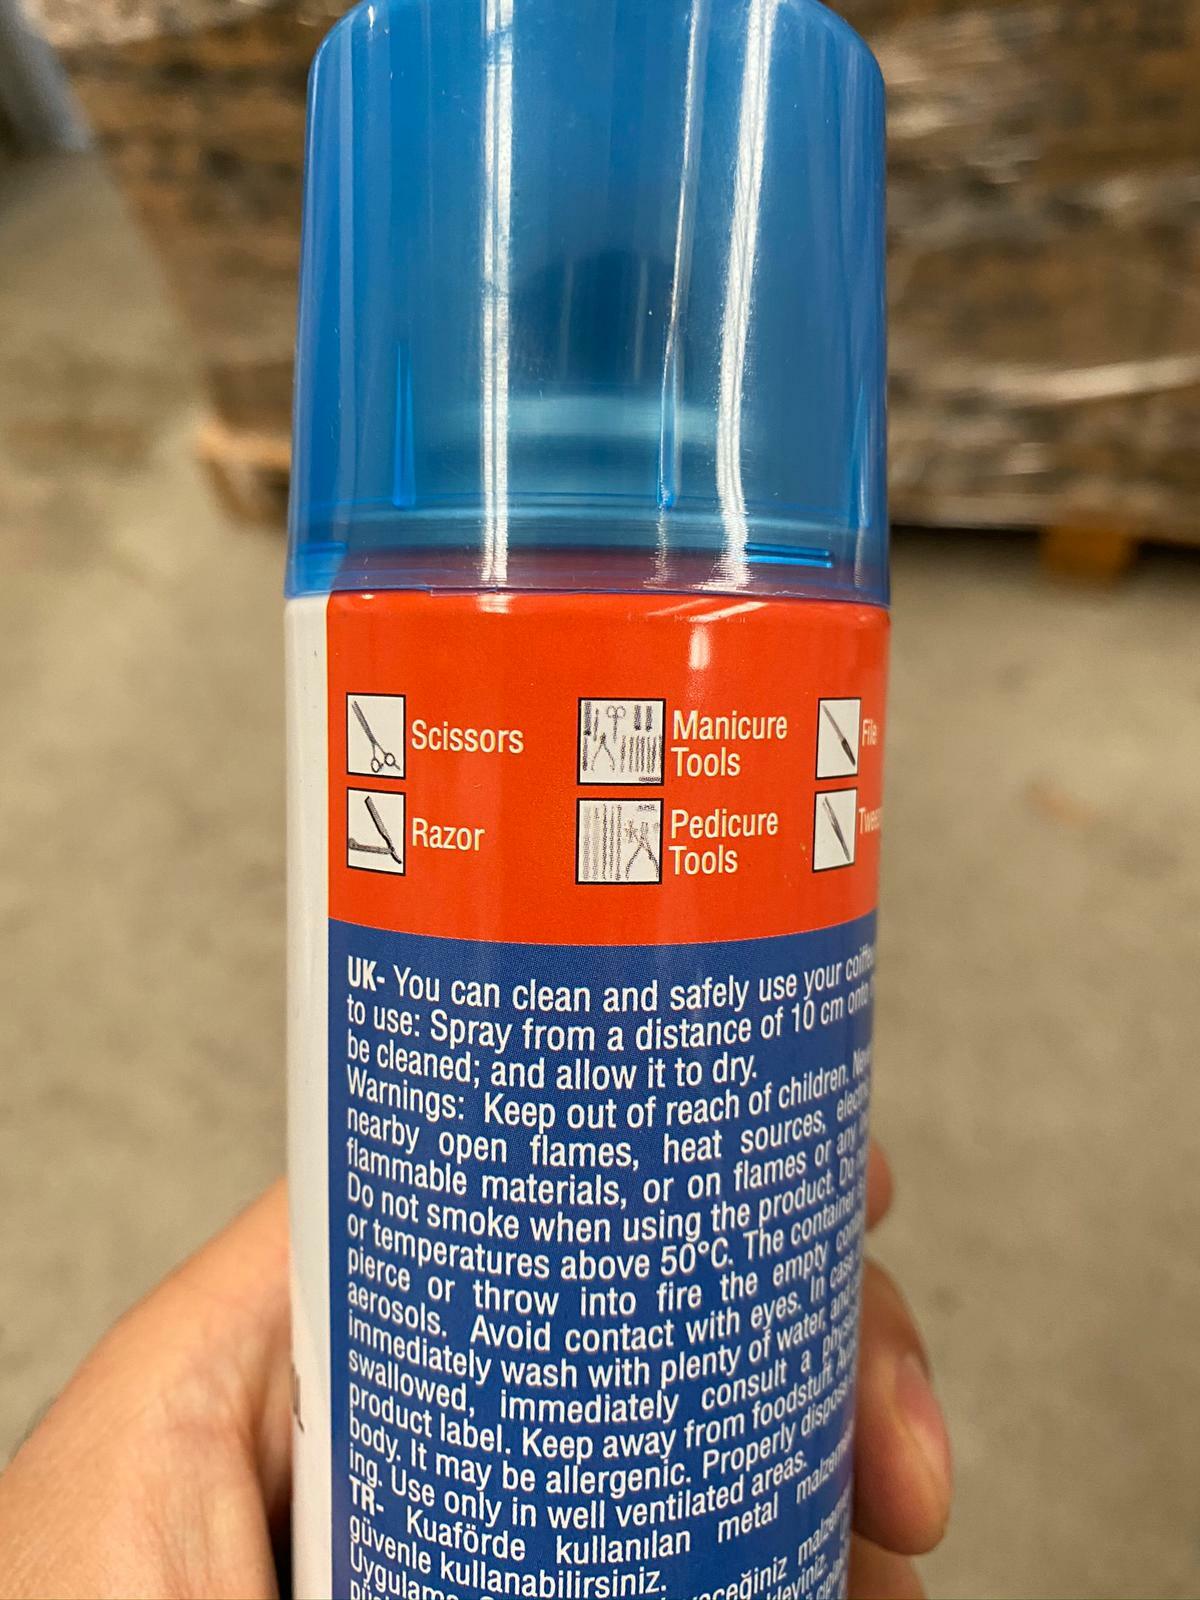 Scissors
Manicure
Tools
File
Razor
Pedicure
Tools
UK- You can clean and safely use your
to use: Spray from a distance of 10 cm onto
be cleaned; and allow it to dry.
Warnings: Keep out of reach of children.
nearby open flames, heat sources,
flammable materials, or on flames or any
Do not smoke when using the product. Do
or temperatures above 50°C. The container
pierce or throw into fire the empty
aerosols. Avoid contact with eyes. In case
immediately wash with plenty of water, and
swallowed, immediately consult a
product label. Keep away from foodstuff.
body. It may be allergenic. Properly
ing. Use only in well ventilated areas.
TR- Kuaförde kullanılan metal
güvenle kullanabilirsiniz.